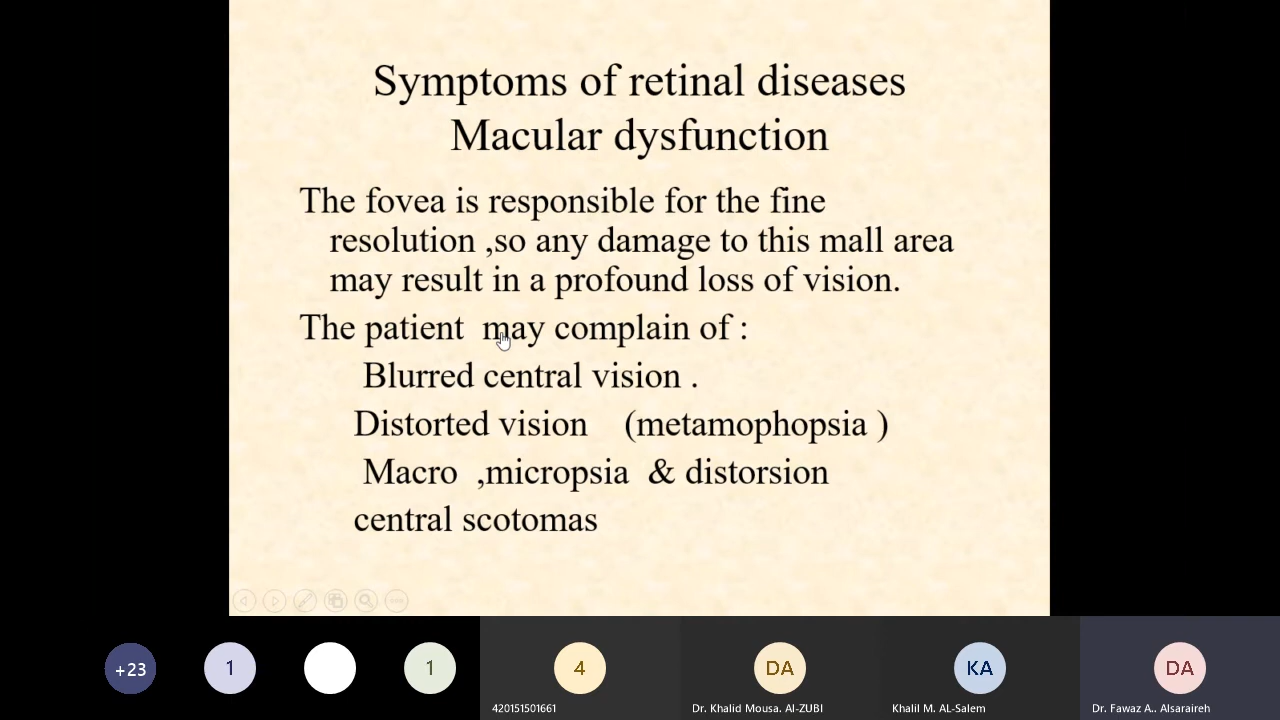 Symptoms of retinal diseases
Macular dysfunction
The fovea is responsible for the fine
resolution ,so any damage to this mall area
may result in a profound loss of vision.
The patient may complain of :
Blurred central vision .
Distorted vision (metamophopsia )
Macro ,micropsia & distorsion
central scotomas
+23
1
1
4
DA
KA
DA
420151501661
Dr. Khalid Mousa. Al-ZUBI
Khalil M. AL-Salem
Dr. Fawaz A.. Alsaraireh